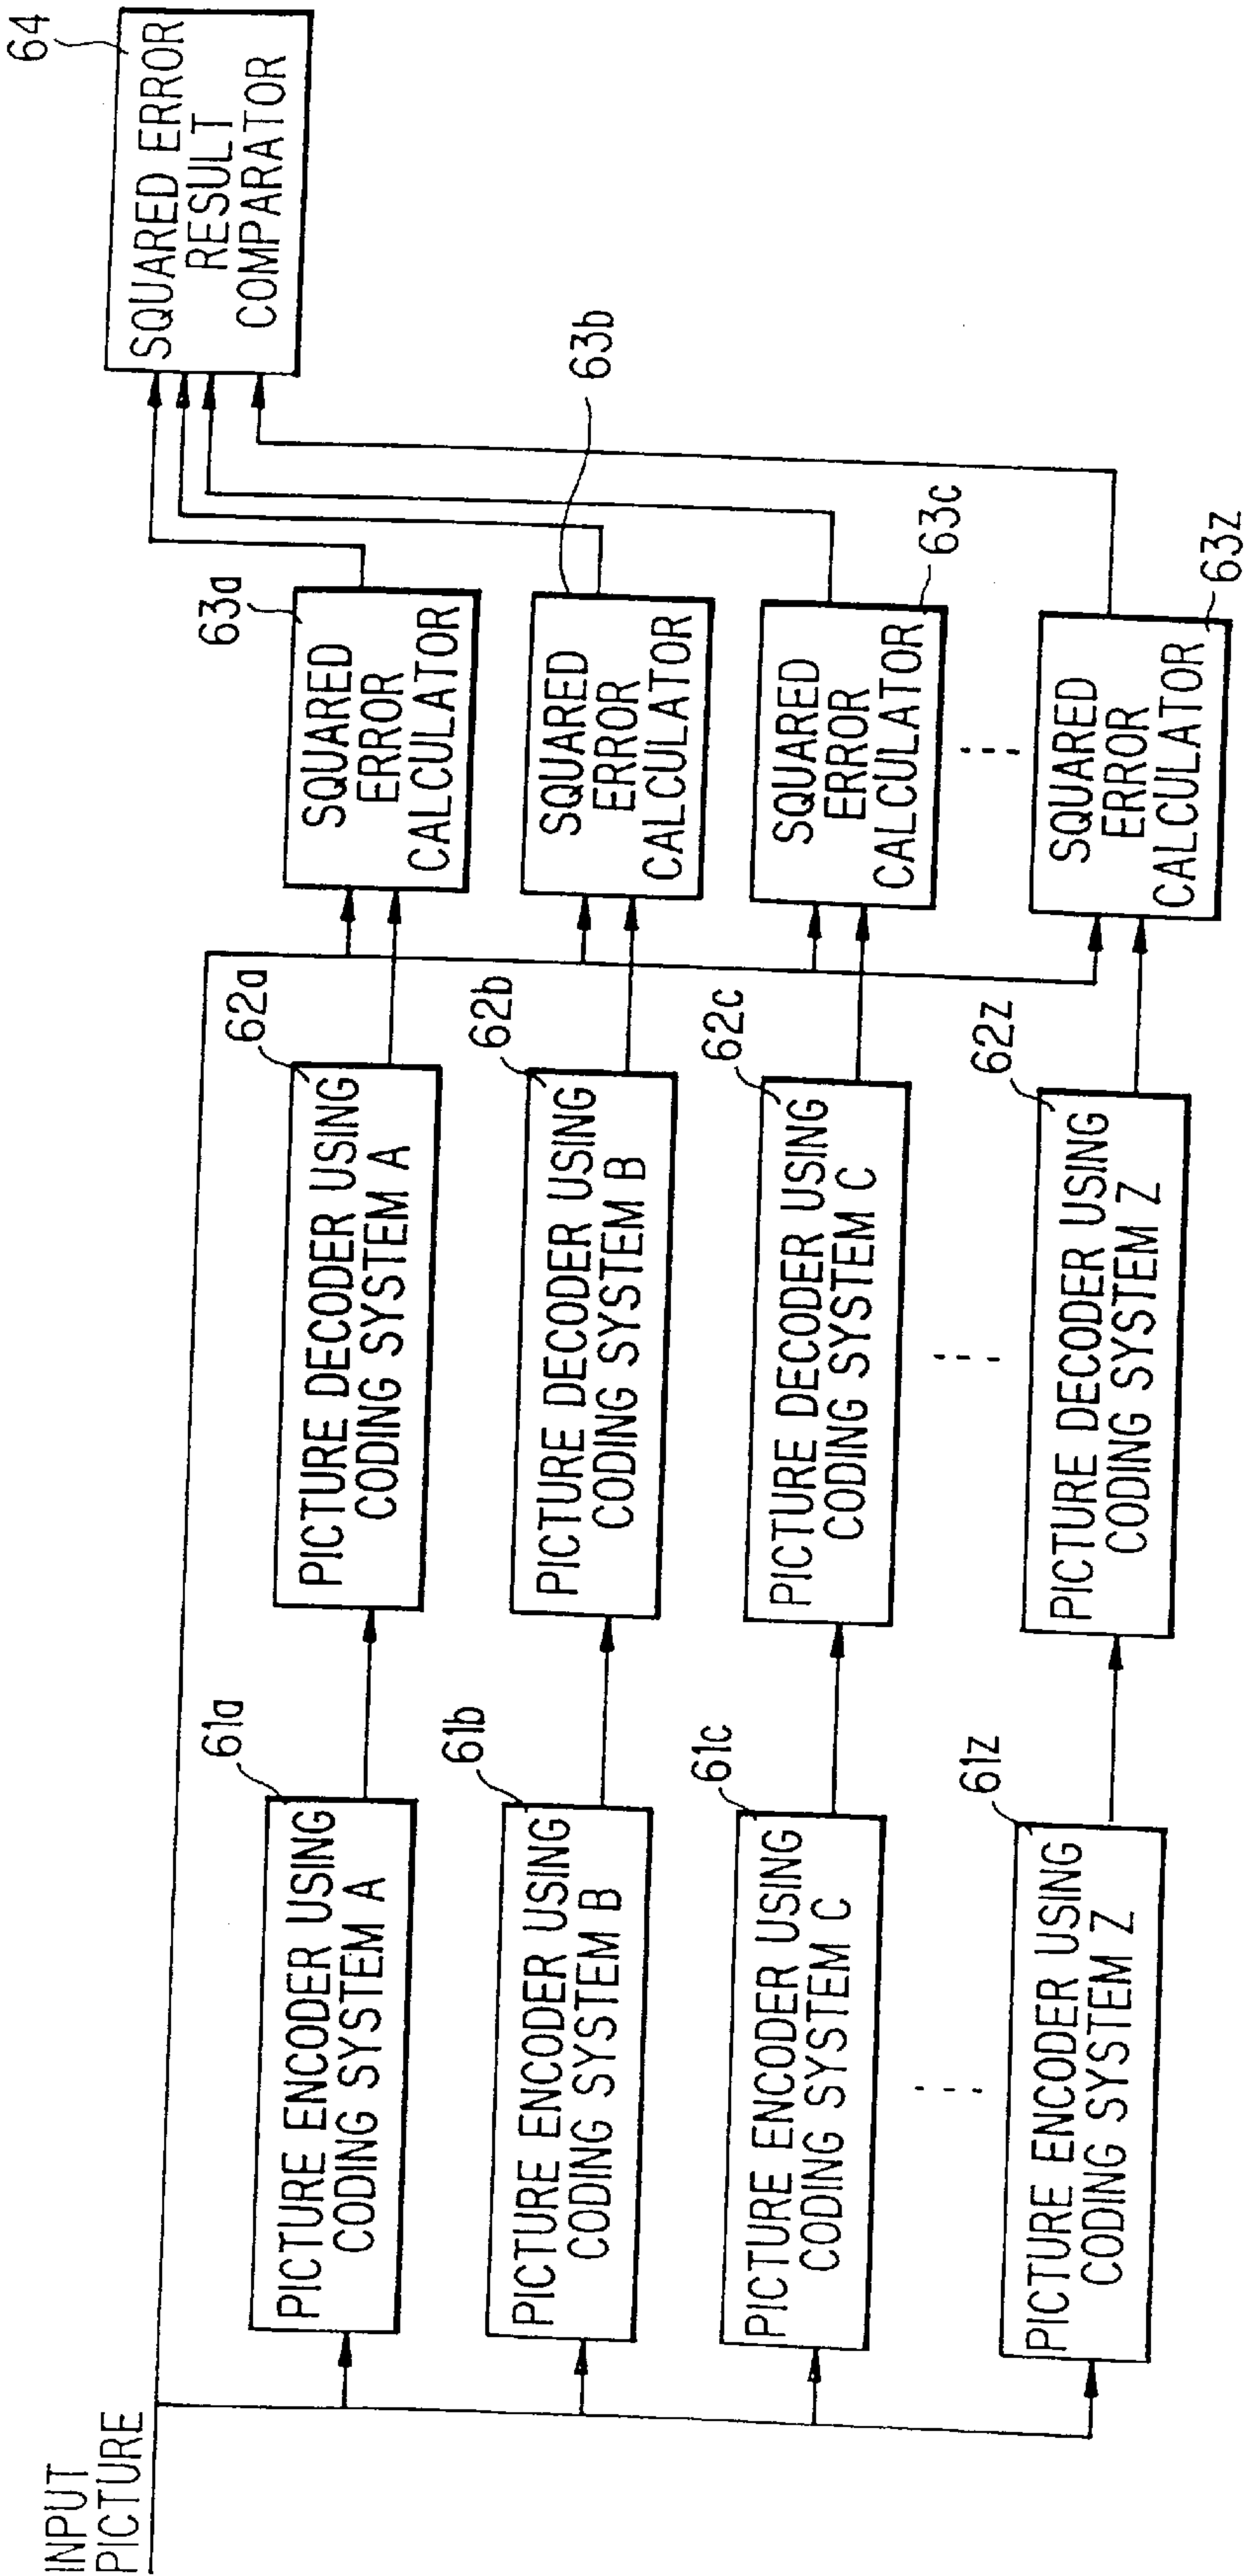 INPUT
PICTURE
61a
PICTURE ENCODER USING
CODING SYSTEM A
62a
PICTURE DECODER USING
CODING SYSTEM A
63a
SQUARED
ERROR
CALCULATOR
64
SQUARED ERROR
RESULT
COMPARATOR
61b
PICTURE ENCODER USING
CODING SYSTEM B
62b
PICTURE DECODER USING
CODING SYSTEM B
63b
SQUARED
ERROR
CALCULATOR
61c
PICTURE ENCODER USING
CODING SYSTEM C
62c
PICTURE DECODER USING
CODING SYSTEM C
63c
SQUARED
ERROR
CALCULATOR
61z
PICTURE ENCODER USING
CODING SYSTEM Z
62z
PICTURE DECODER USING
CODING SYSTEM Z
63z
SQUARED
ERROR
CALCULATOR